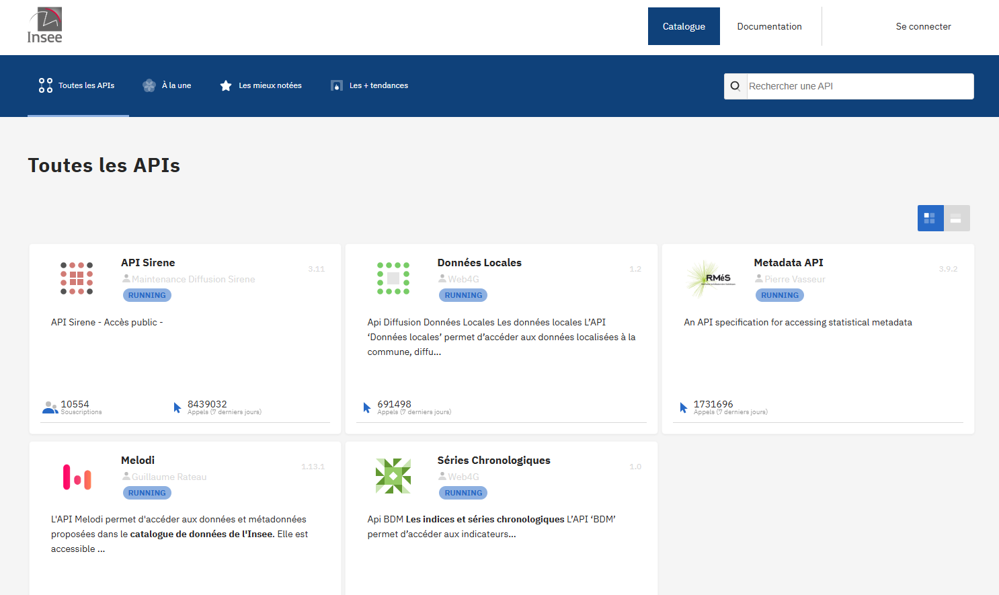 Insee
Catalogue
Documentation
Se connecter
Toutes les APIs
À la une
Les mieux notées
Les + tendances
Rechercher une API
Toutes les APIs
API Sirene
3.11
Maintenance Diffusion Sirene
RUNNING
API Sirene - Accès public -
10554
Souscriptions
8439032
Appels (7 derniers jours)
Données Locales
1.2
Web4G
RUNNING
Api Diffusion Données Locales Les données locales L’API
‘Données locales’ permet d’accéder aux données localisées à la
commune, diffu...
691498
Appels (7 derniers jours)
RMéS
Metadata API
3.9.2
Pierre Vasseur
RUNNING
An API specification for accessing statistical metadata
1731696
Appels (7 derniers jours)
Melodi
1.13.1
Guillaume Rateau
RUNNING
L'API Melodi permet d'accéder aux données et métadonnées
proposées dans le catalogue de données de l'Insee. Elle est
accessible ...
Séries Chronologiques
1.0
Web4G
RUNNING
Api BDM Les indices et séries chronologiques L’API ‘BDM’
permet d’accéder aux indicateurs...